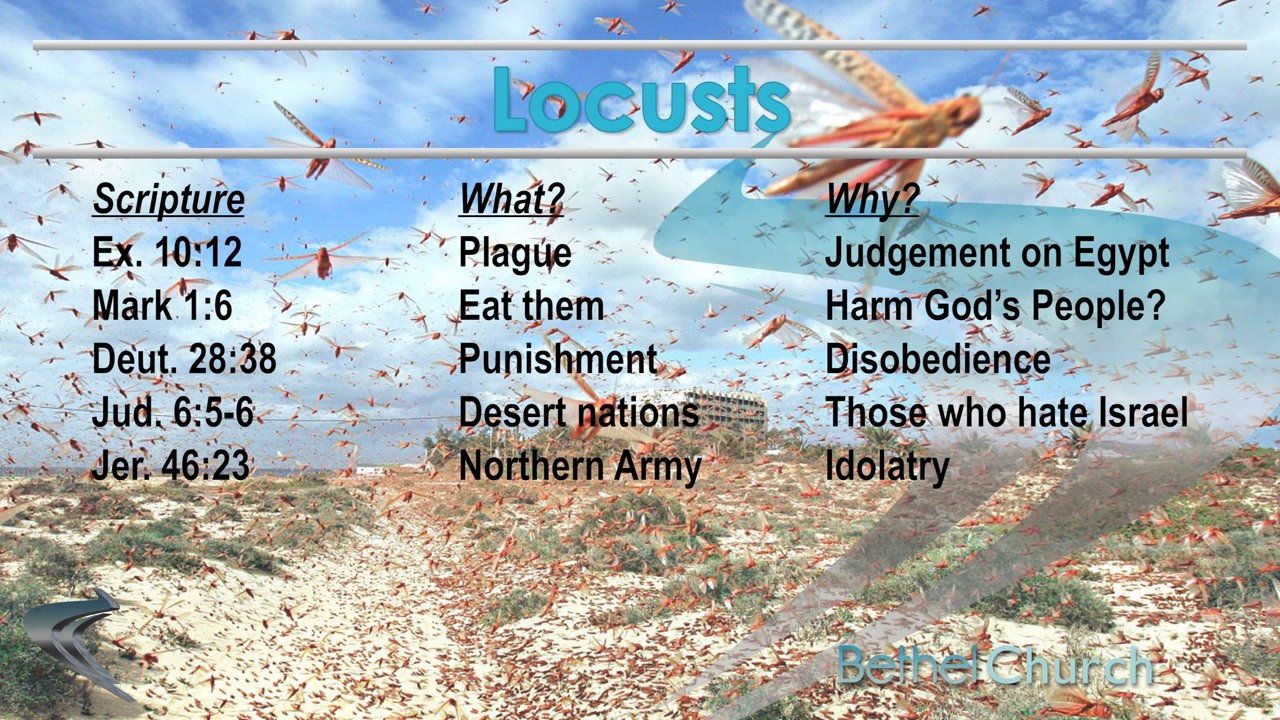 Locusts
Scripture What? Why?
Ex. 10:12 Plague Judgement on Egypt
Mark 1:6 Eat them Harm God’s People?
Deut. 28:38 Punishment Disobedience
Jud. 6:5-6 Desert nations Those who hate Israel
Jer. 46:23 Northern Army Idolatry
Bethel Church